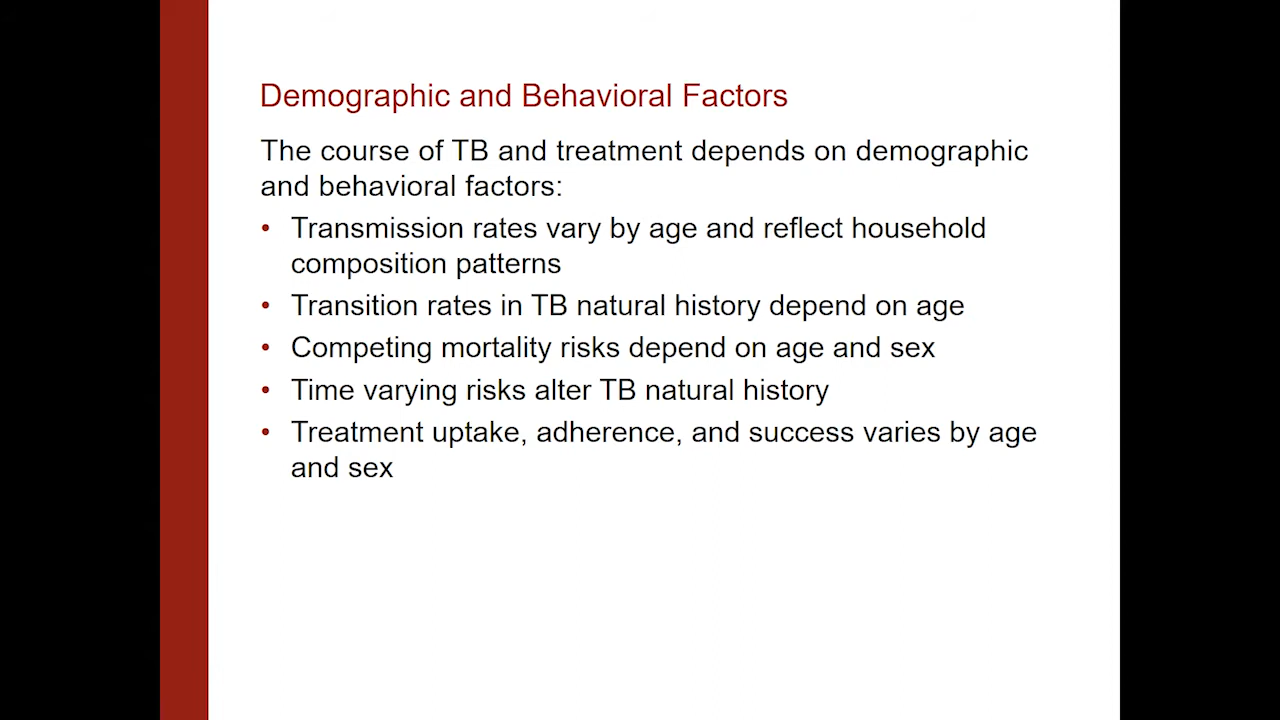 Demographic and Behavioral Factors
The course of TB and treatment depends on demographic
and behavioral factors:
• Transmission rates vary by age and reflect household
composition patterns
• Transition rates in TB natural history depend on age
• Competing mortality risks depend on age and sex
• Time varying risks alter TB natural history
• Treatment uptake, adherence, and success varies by age
and sex